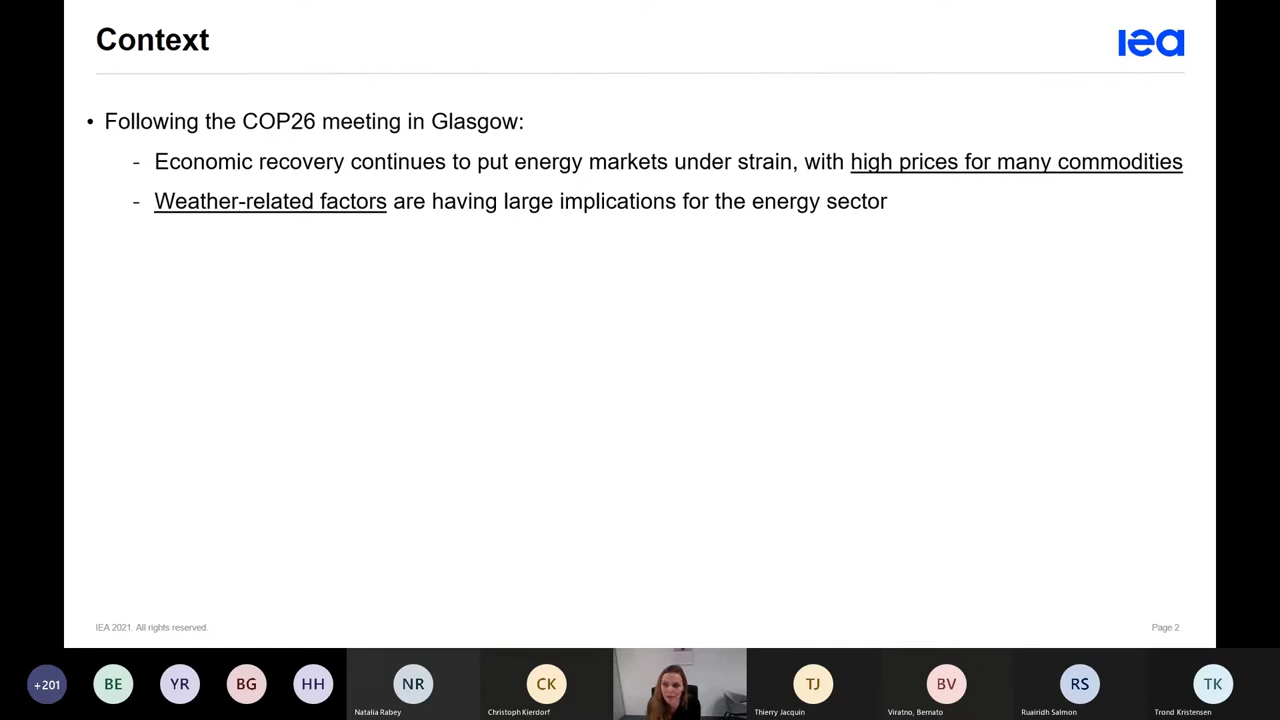 Context
iea
• Following the COP26 meeting in Glasgow:
- Economic recovery continues to put energy markets under strain, with high prices for many commodities
- Weather-related factors are having large implications for the energy sector
IEA 2021. All rights reserved.
Page 2
+201
BE
YR
BG
HH
NR
CK
TJ
BV
RS
TK
Natalia Rabey
Christoph Kierdorf
Thierry Jacquin
Viratno, Bernato
Ruairidh Salmon
Trond Kristensen